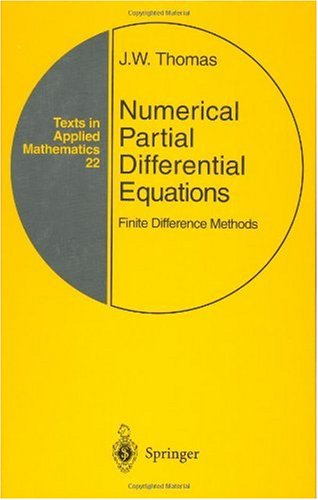 J.W. Thomas
Texts in
Applied
Mathematics
22
Numerical
Partial
Differential
Equations
Finite Difference Methods
Springer